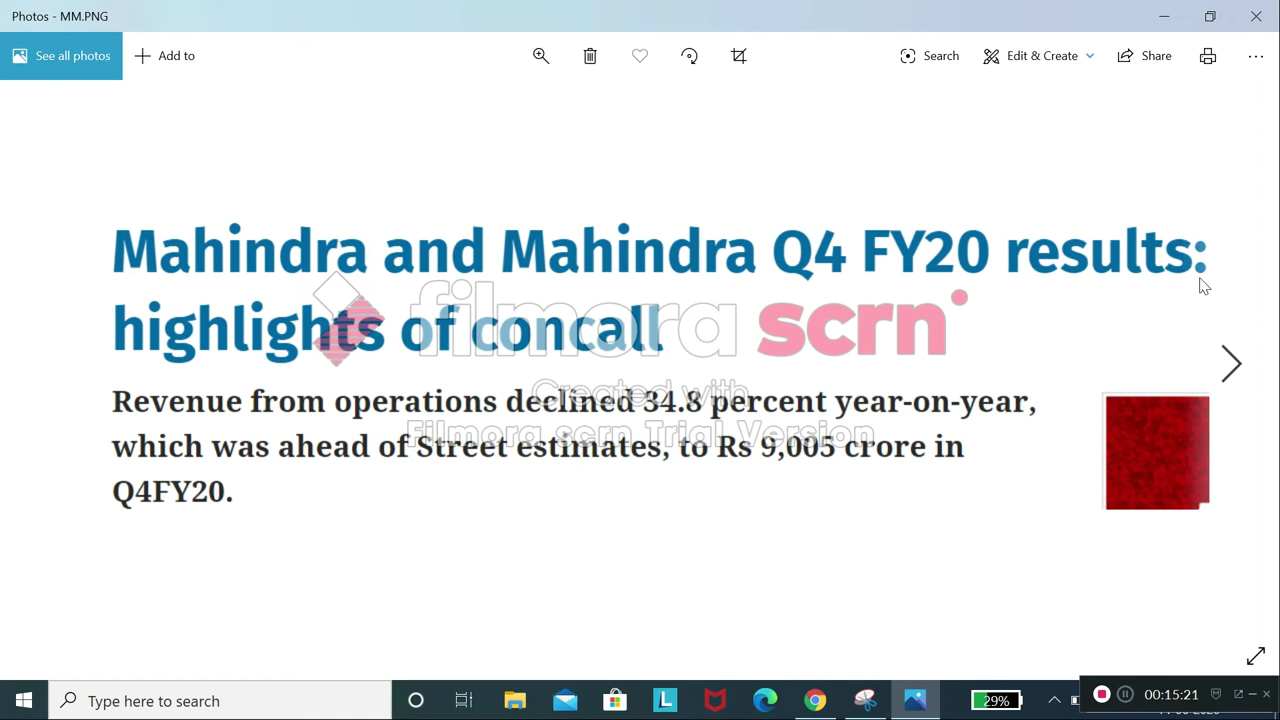 Photos - MM.PNG
See all photos
Add to
Search
Edit & Create
Share
Mahindra and Mahindra Q4 FY20 results:
highlights of concall
filmora scrn
Created with
Filmora scrn Trial Version
Revenue from operations declined 34.8 percent year-on-year,
which was ahead of Street estimates, to Rs 9,005 crore in
Q4FY20.
Type here to search
L
29%
00:15:21